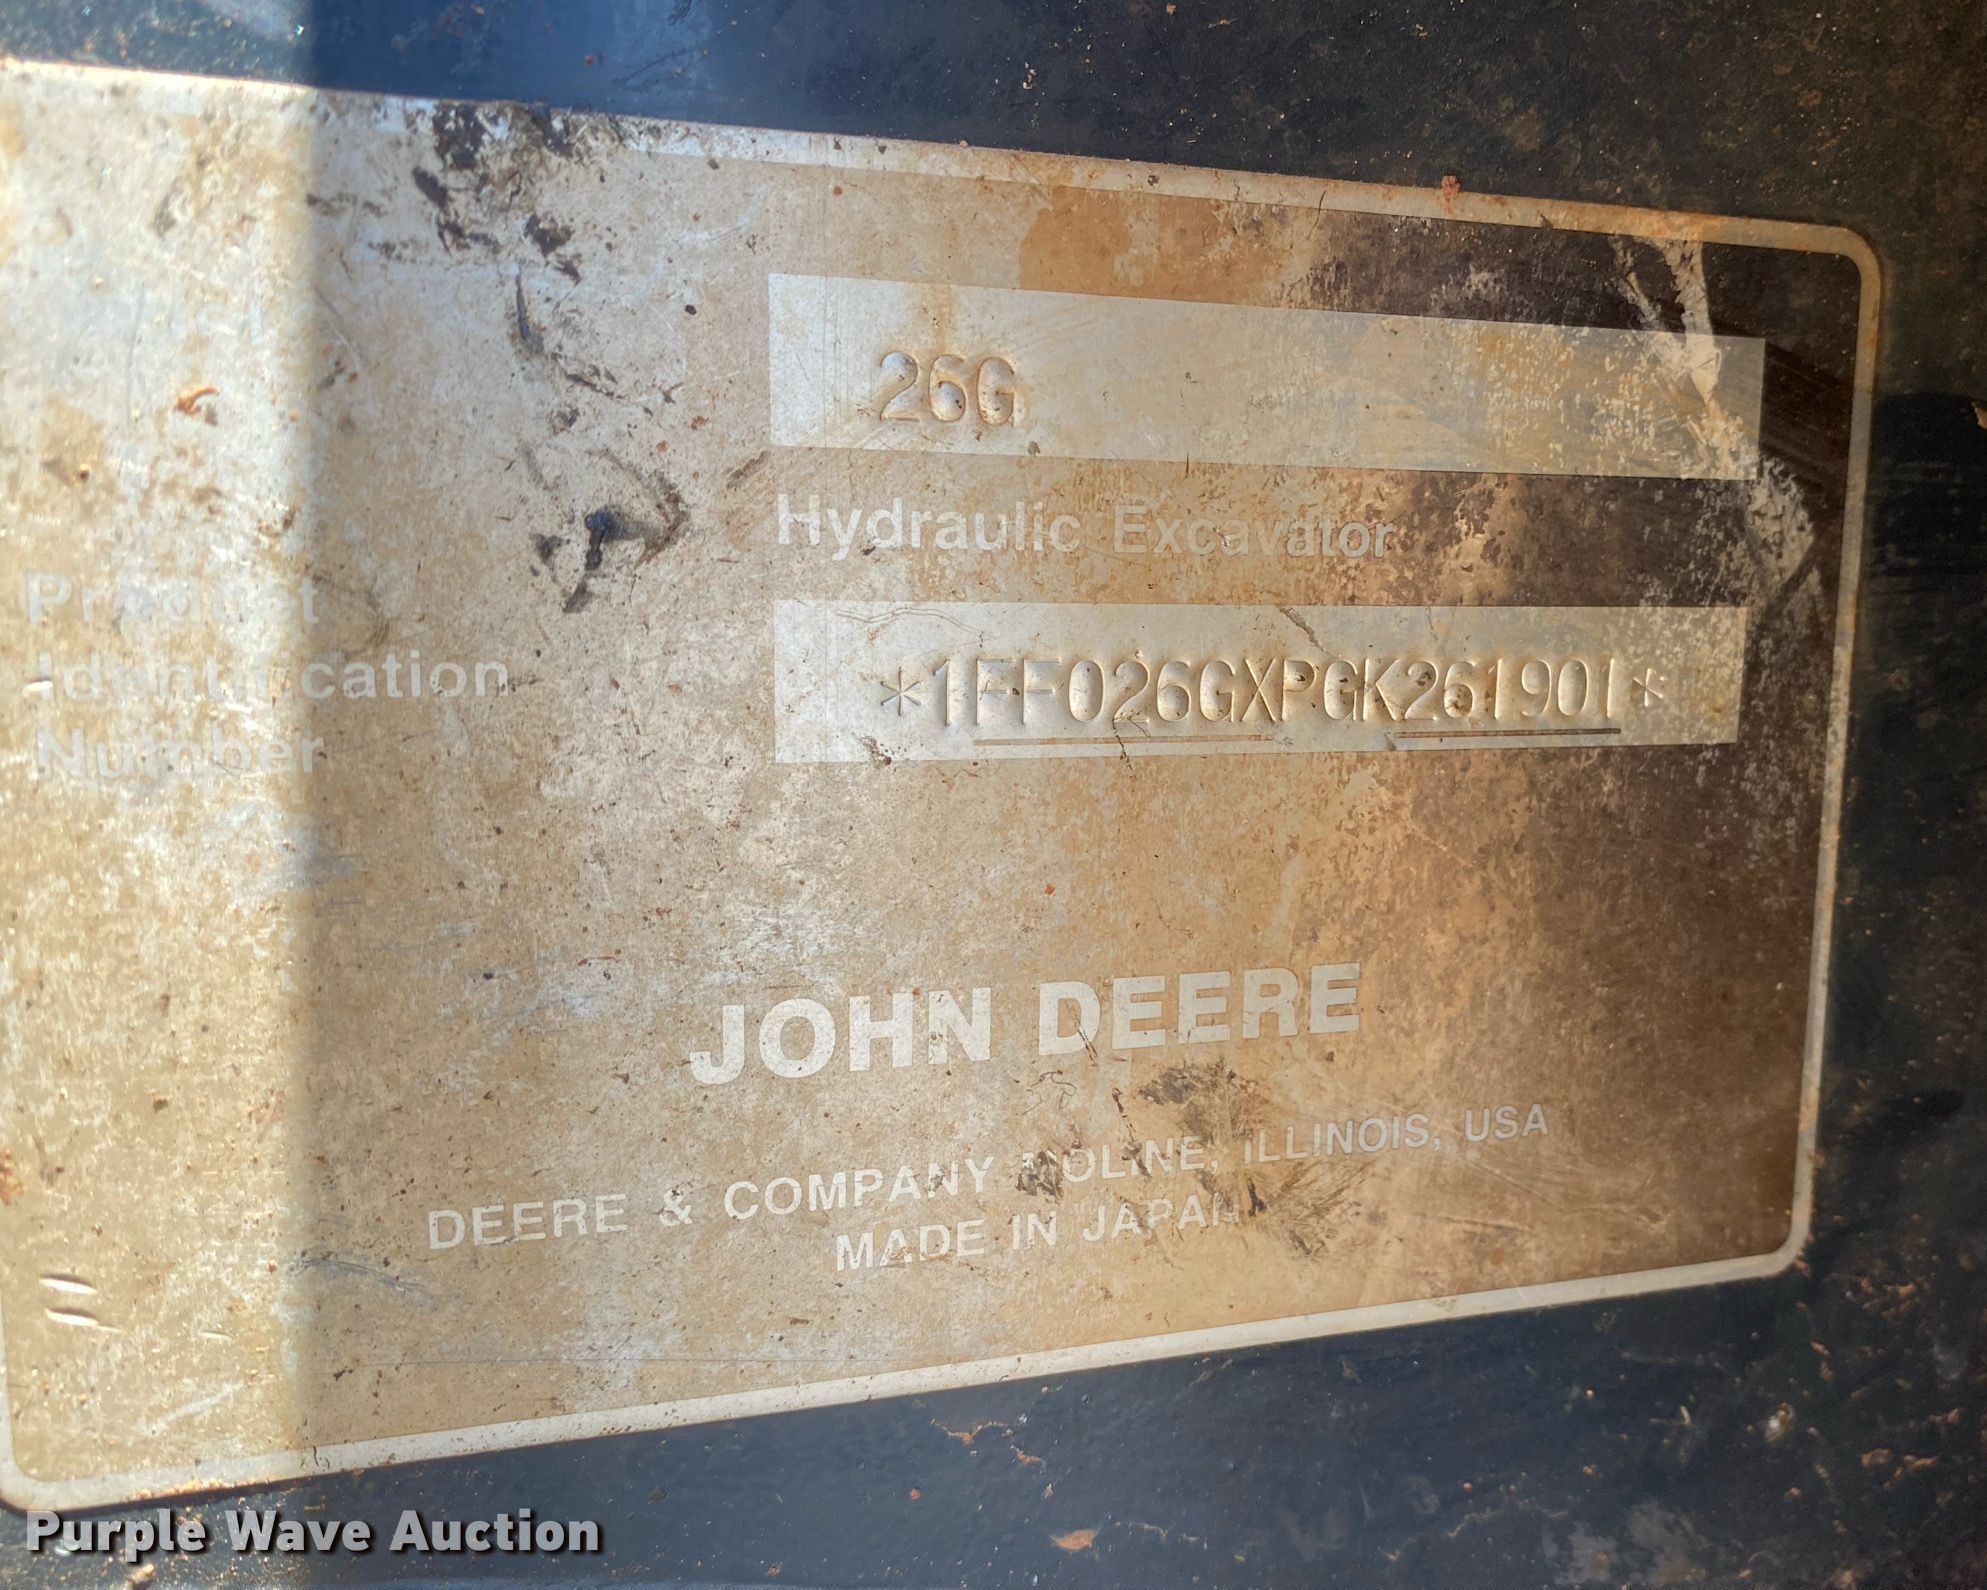 26G
Hydraulic Excavator
Product
Identification
Number
*1FF026GXPGK261901*
JOHN DEERE
DEERE & COMPANY MOLINE, ILLINOIS, USA
MADE IN JAPAN
Purple Wave Auction